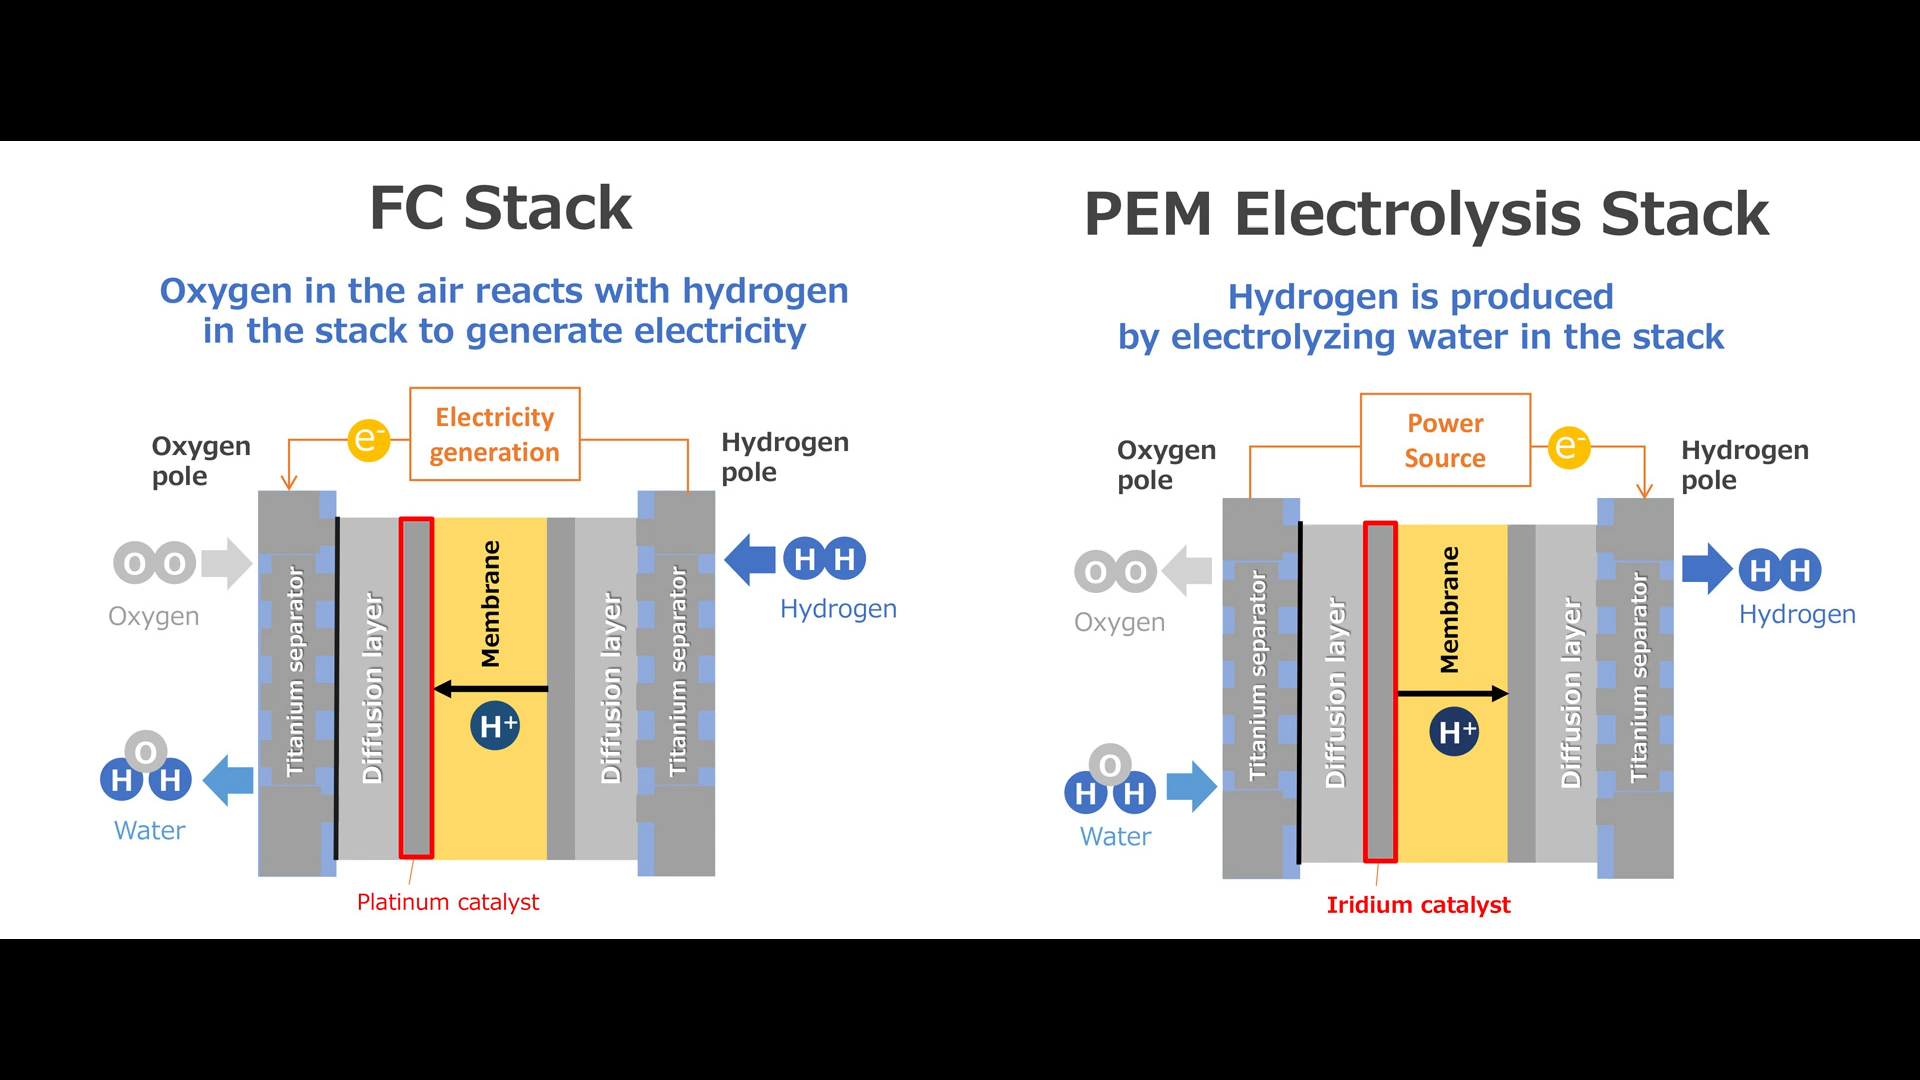 FC Stack
Oxygen in the air reacts with hydrogen
in the stack to generate electricity
Electricity
generation
e-
Oxygen
pole
Hydrogen
pole
O O
Oxygen
H H
Hydrogen
Titanium separator
Diffusion layer
Membrane
H+
Diffusion layer
Titanium separator
O
H H
Water
Platinum catalyst
PEM Electrolysis Stack
Hydrogen is produced
by electrolyzing water in the stack
Power
Source
e-
Oxygen
pole
Hydrogen
pole
O O
Oxygen
H H
Hydrogen
Titanium separator
Diffusion layer
Membrane
H+
Diffusion layer
Titanium separator
O
H H
Water
Iridium catalyst